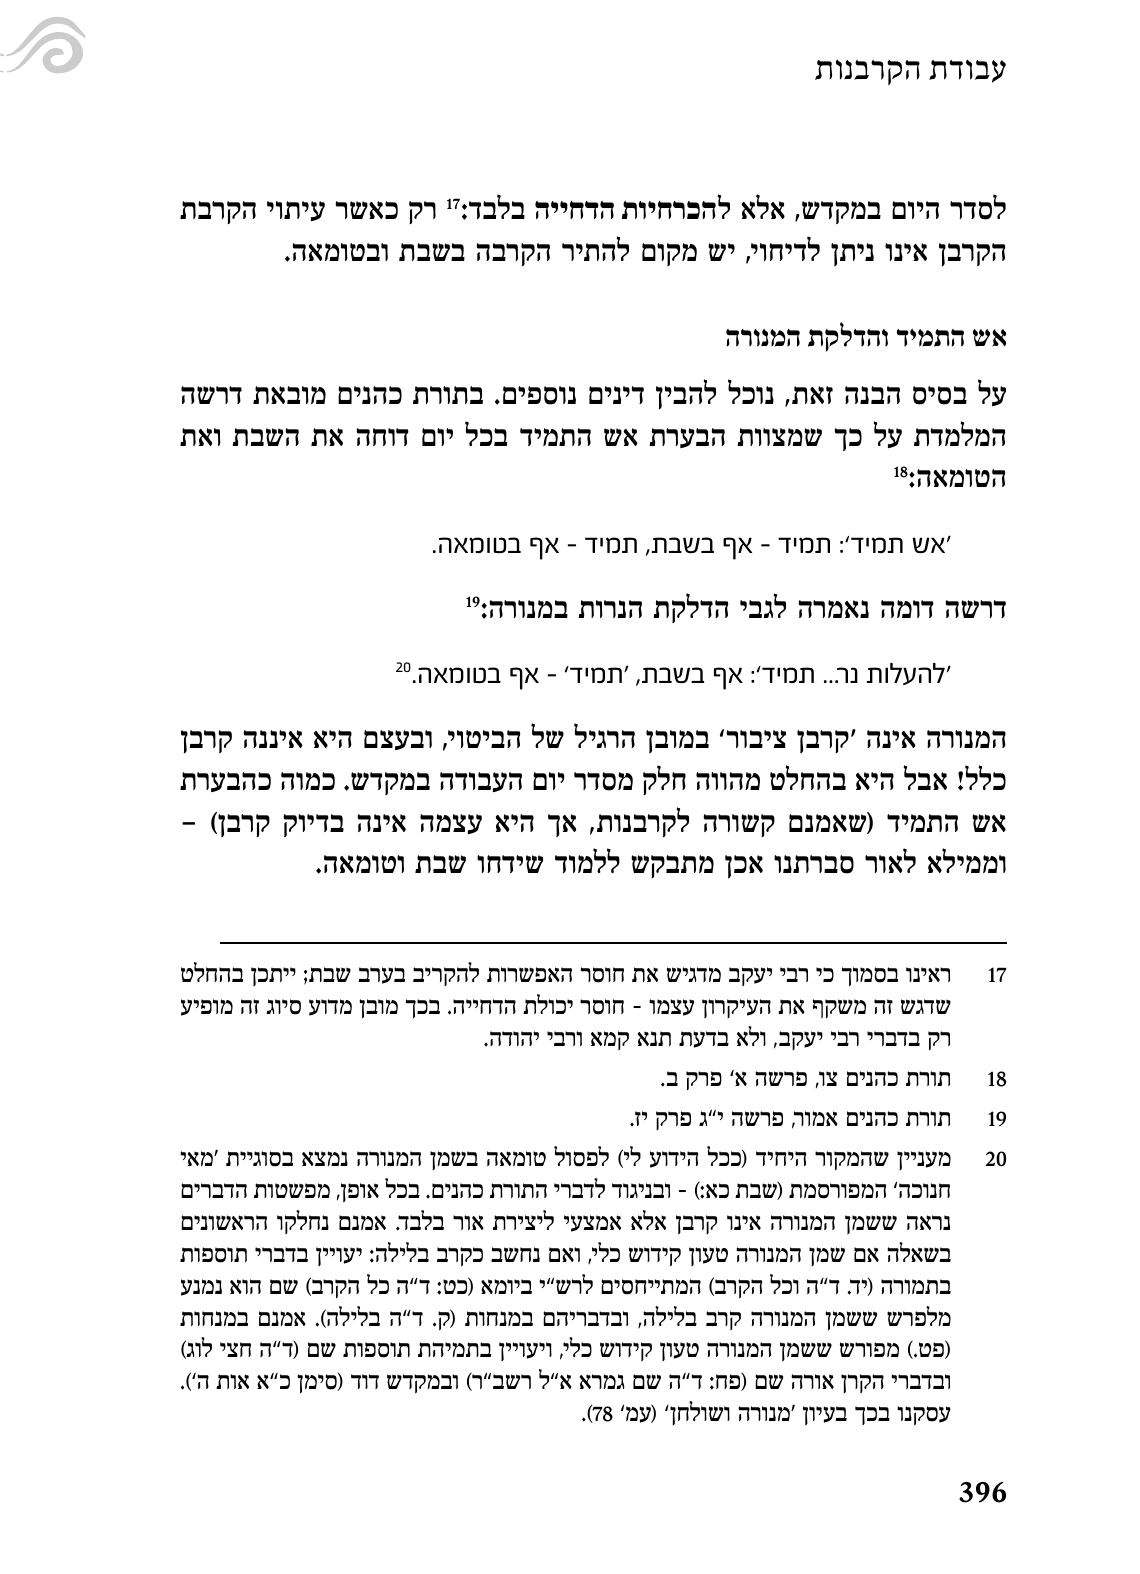 עבודת הקרבנות
לסדר היום במקדש, אלא להכרחיות הדחייה בלבד:17 רק כאשר עיתוי הקרבת
הקרבן אינו ניתן לדיחוי, יש מקום להתיר הקרבה בשבת ובטומאה.
אש התמיד והדלקת המנורה
על בסיס הבנה זאת, נוכל להבין דינים נוספים. בתורת כהנים מובאת דרשה
המלמדת על כך שמצוות הבערת אש התמיד בכל יום דוחה את השבת ואת
הטומאה:18
’אש תמיד‘: תמיד - אף בשבת, תמיד - אף בטומאה.
דרשה דומה נאמרה לגבי הדלקת הנרות במנורה:19
’להעלות נר... תמיד‘: אף בשבת, ’תמיד‘ - אף בטומאה.20
המנורה אינה ’קרבן ציבור‘ במובן הרגיל של הביטוי, ובעצם היא איננה קרבן
כלל! אבל היא בהחלט מהווה חלק מסדר יום העבודה במקדש. כמוה כהבערת
אש התמיד (שאמנם קשורה לקרבנות, אך היא עצמה אינה בדיוק קרבן) –
וממילא לאור סברתנו אכן מתבקש ללמוד שידחו שבת וטומאה.
17 ראינו בסמוך כי רבי יעקב מדגיש את חוסר האפשרות להקריב בערב שבת; ייתכן בהחלט
שדגש זה משקף את העיקרון עצמו - חוסר יכולת הדחייה. בכך מובן מדוע סיוג זה מופיע
רק בדברי רבי יעקב, ולא בדעת תנא קמא ורבי יהודה.
18 תורת כהנים צו, פרשה א‘ פרק ב.
19 תורת כהנים אמור, פרשה י“ג פרק יז.
20 מעניין שהמקור היחיד (ככל הידוע לי) לפסול טומאה בשמן המנורה נמצא בסוגיית ’מאי
חנוכה‘ המפורסמת (שבת כא:) - ובניגוד לדברי התורת כהנים. בכל אופן, מפשטות הדברים
נראה ששמן המנורה אינו קרבן אלא אמצעי ליצירת אור בלבד. אמנם נחלקו הראשונים
בשאלה אם שמן המנורה טעון קידוש כלי, ואם נחשב כקרב בלילה: יעויין בדברי תוספות
בתמורה (יד. ד“ה וכל הקרב) המתייחסים לרש“י ביומא (כט: ד“ה כל הקרב) שם הוא נמנע
מלפרש ששמן המנורה קרב בלילה, ובדבריהם במנחות (ק. ד“ה בלילה). אמנם במנחות
(פט.) מפורש ששמן המנורה טעון קידוש כלי, ויעויין בתמיהת תוספות שם (ד“ה חצי לוג)
ובדברי הקרן אורה שם (פח: ד“ה שם גמרא א“ל רשב“ר) ובמקדש דוד (סימן כ“א אות ה‘).
עסקנו בכך בעיון ’מנורה ושולחן‘ (עמ‘ 78).
396